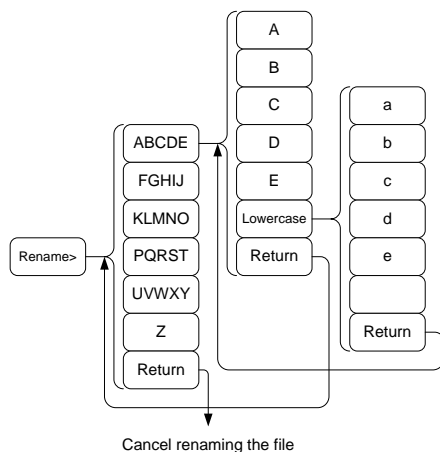 Rename>
ABCDE
FGHIJ
KLMNO
PQRST
UVWXY
Z
Return
A
B
C
D
E
Lowercase
Return
a
b
c
d
e
Return
Cancel renaming the file